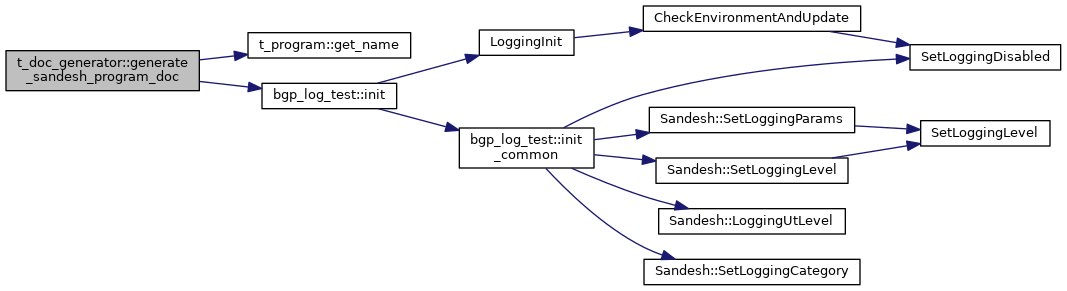 t_doc_generator::generate
_sandesh_program_doc
t_program::get_name
bgp_log_test::init
LoggingInit
bgp_log_test::init
_common
CheckEnvironmentAndUpdate
SetLoggingDisabled
Sandesh::SetLoggingParams
SetLoggingLevel
Sandesh::SetLoggingLevel
Sandesh::LoggingUtLevel
Sandesh::SetLoggingCategory